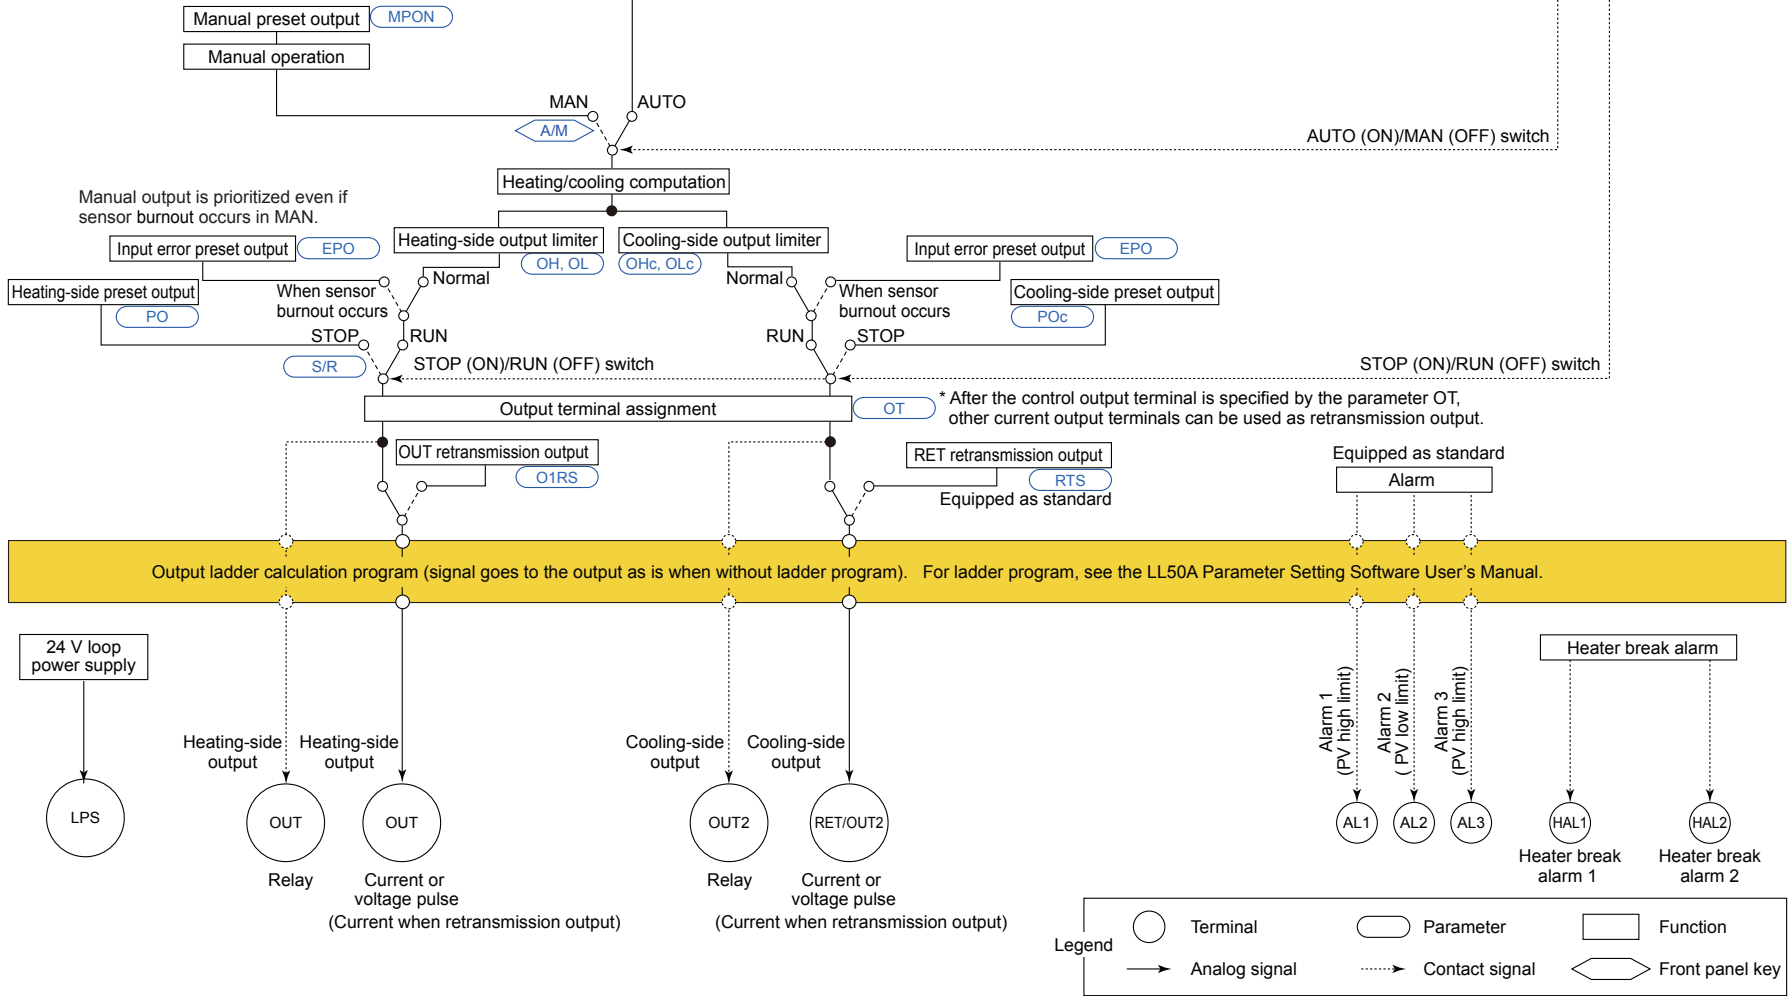 Manual preset output
MPON
Manual operation
MAN
AUTO
A/M
AUTO (ON)/MAN (OFF) switch
Heating/cooling computation
Manual output is prioritized even if
sensor burnout occurs in MAN.
Input error preset output
EPO
Heating-side output limiter
OH, OL
Cooling-side output limiter
OHc, OLc
Input error preset output
EPO
Normal
Normal
Heating-side preset output
PO
When sensor
burnout occurs
When sensor
burnout occurs
Cooling-side preset output
POc
STOP
RUN
RUN
STOP
S/R
STOP (ON)/RUN (OFF) switch
STOP (ON)/RUN (OFF) switch
Output terminal assignment
OT
* After the control output terminal is specified by the parameter OT,
other current output terminals can be used as retransmission output.
OUT retransmission output
O1RS
RET retransmission output
RTS
Equipped as standard
Equipped as standard
Alarm
Output ladder calculation program (signal goes to the output as is when without ladder program). For ladder program, see the LL50A Parameter Setting Software User's Manual.
24 V loop
power supply
Heater break alarm
Heating-side
output
Heating-side
output
Cooling-side
output
Cooling-side
output
Alarm 1
(PV high limit)
Alarm 2
( PV low limit)
Alarm 3
(PV high limit)
LPS
OUT
OUT
OUT2
RET/OUT2
AL1
AL2
AL3
HAL1
HAL2
Relay
Current or
voltage pulse
(Current when retransmission output)
Relay
Current or
voltage pulse
(Current when retransmission output)
Heater break
alarm 1
Heater break
alarm 2
Legend
Terminal
Parameter
Function
Analog signal
Contact signal
Front panel key